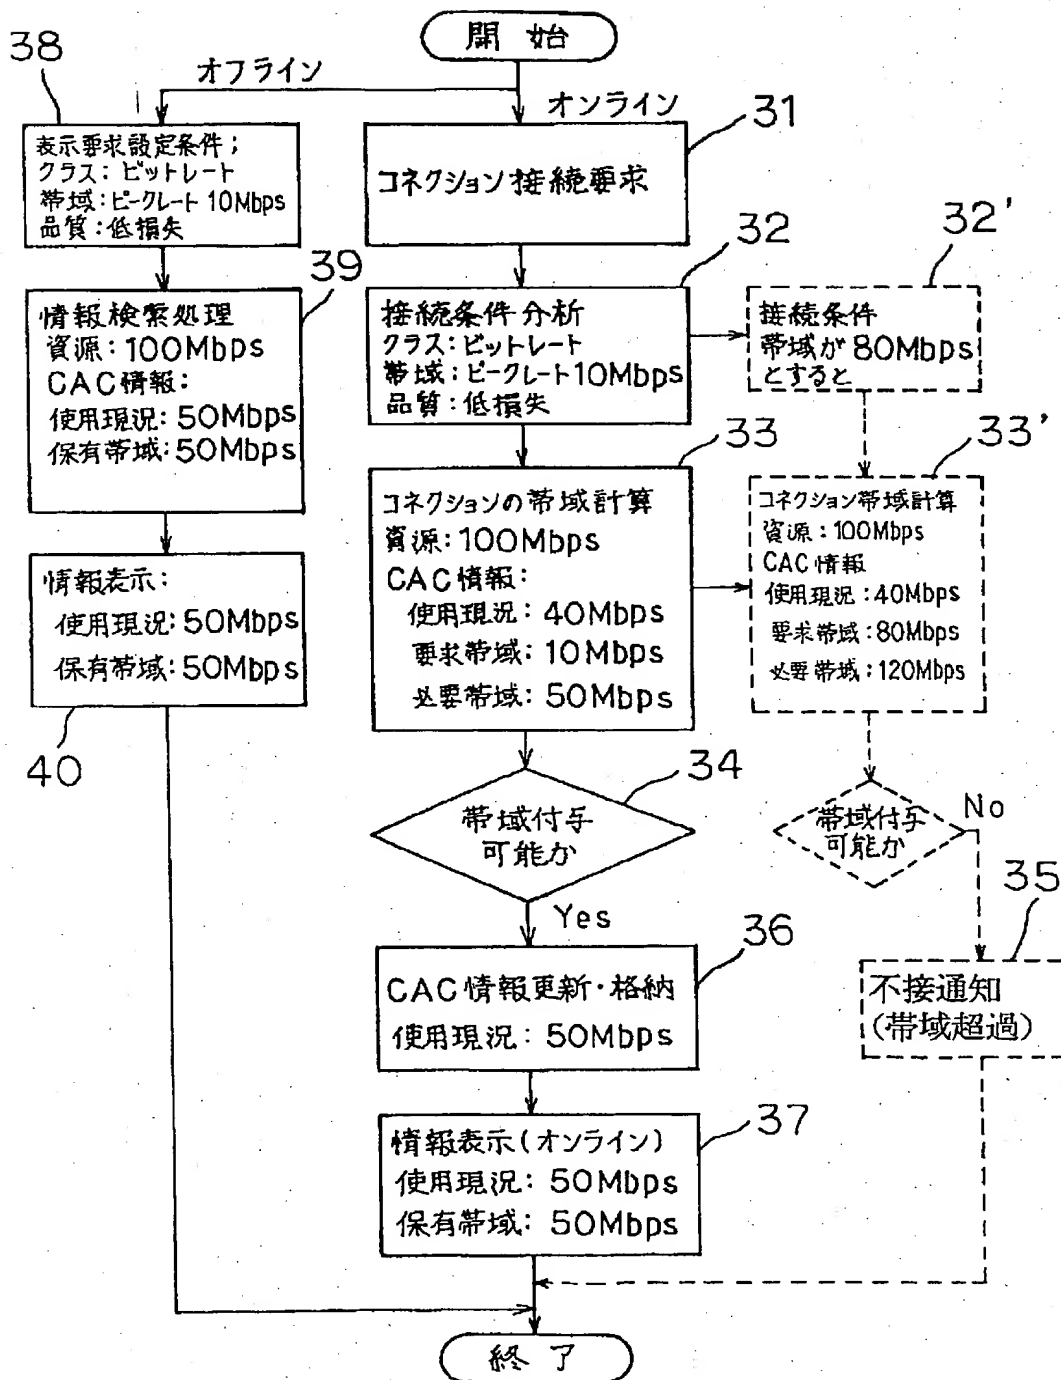 開始
オフライン
オンライン
38
表示要求設定条件;
クラス:ビットレート
帯域:ピークレート10Mbps
品質:低損失
31
コネクション接続要求
39
情報検索処理
資源:100Mbps
CAC情報:
使用現況:50Mbps
保有帯域:50Mbps
32
接続条件分析
クラス:ビットレート
帯域:ピークレート10Mbps
品質:低損失
32'
接続条件
帯域が80Mbps
とすると
33
コネクションの帯域計算
資源:100Mbps
CAC情報:
使用現況:40Mbps
要求帯域:10Mbps
必要帯域:50Mbps
33'
コネクション帯域計算
資源:100Mbps
CAC情報
使用現況:40Mbps
要求帯域:80Mbps
必要帯域:120Mbps
情報表示:
使用現況:50Mbps
保有帯域:50Mbps
40
34
帯域付与
可能か
Yes
帯域付与
可能か
No
35
不接通知
(帯域超過)
36
CAC情報更新・格納
使用現況:50Mbps
37
情報表示(オンライン)
使用現況:50Mbps
保有帯域:50Mbps
終了